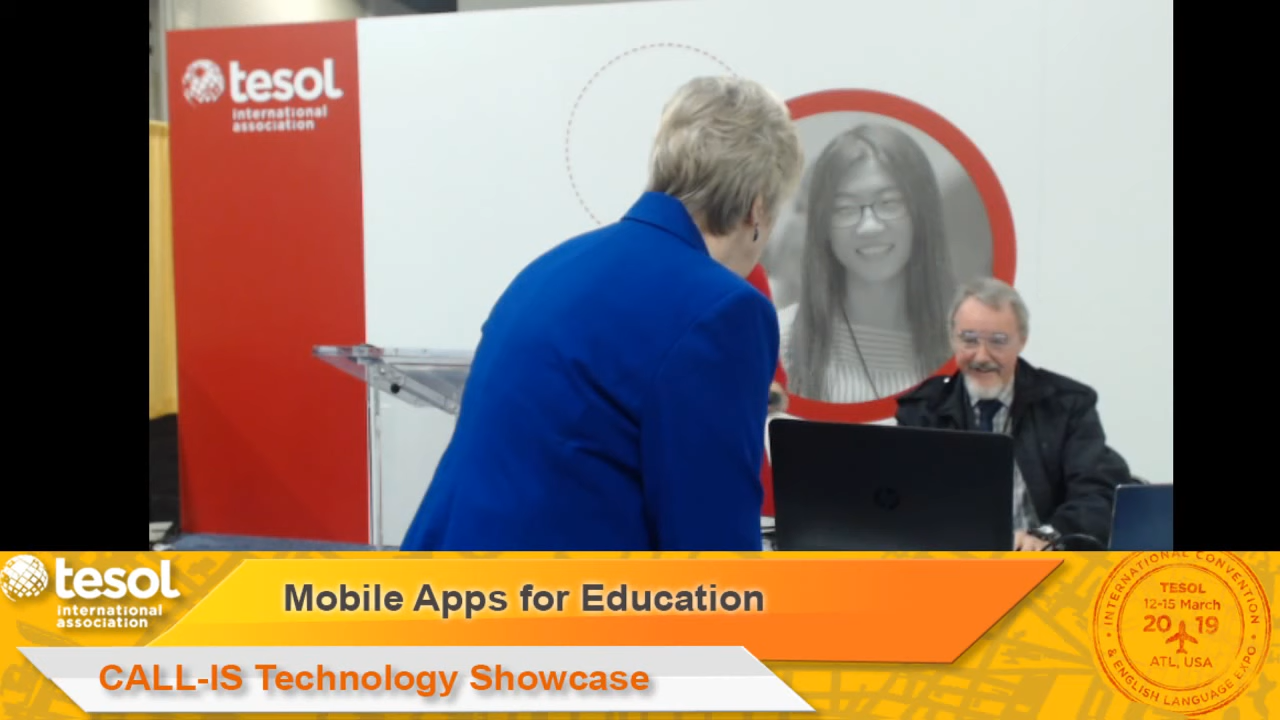 tesol
international
association
tesol
international
association
Mobile Apps for Education
CALL-IS Technology Showcase
INTERNATIONAL CONVENTION
TESOL
12-15 March
20 19
ATL, USA
& ENGLISH LANGUAGE EXPO